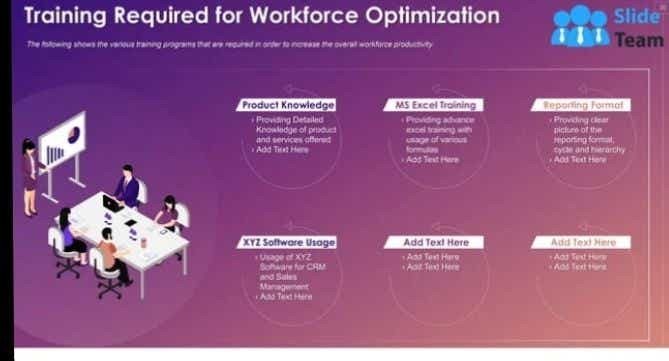 Training Required for Workforce Optimization
Slide
Team
The following shows the various training programs that are required in order to increase the overall workforce productivity
Product Knowledge
› Providing Detailed
Knowledge of product
and services offered
› Add Text Here
MS Excel Training
› Providing advance
excel training with
usage of various
formulas
› Add Text Here
Reporting Format
› Providing clear
picture of the
reporting format,
cycle and hierarchy
› Add Text Here
XYZ Software Usage
› Usage of XYZ
Software for CRM
and Sales
Management
› Add Text Here
Add Text Here
› Add Text Here
› Add Text Here
Add Text Here
› Add Text Here
› Add Text Here